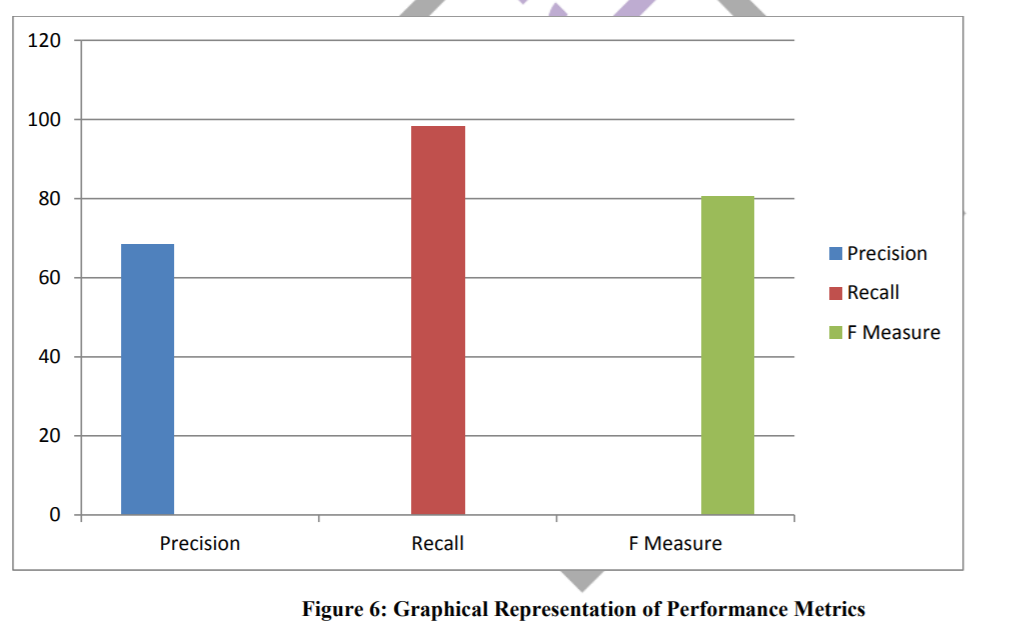 120
100
80
60
40
20
0
Precision
Recall
F Measure
Precision
Recall
F Measure
Figure 6: Graphical Representation of Performance Metrics